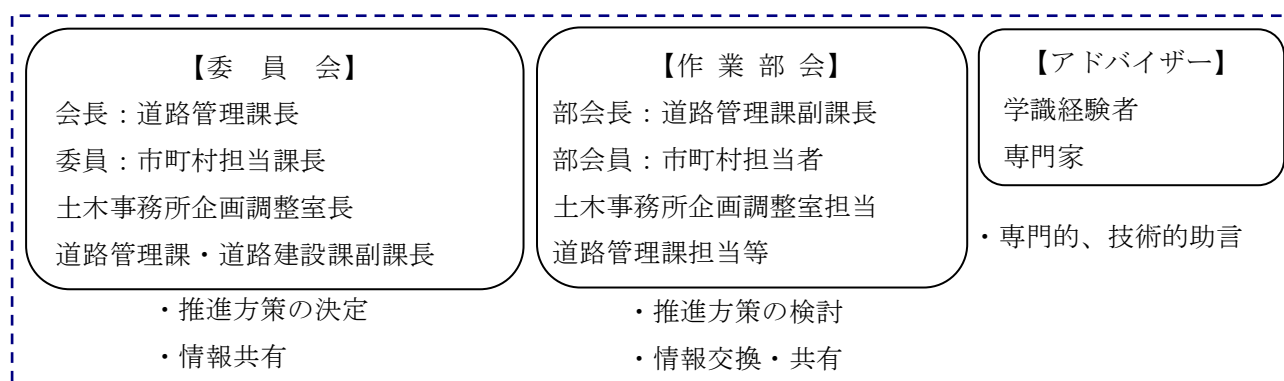 【委　員　会】
会長：道路管理課長
委員：市町村担当課長
土木事務所企画調整室長
道路管理課・道路建設課副課長
・推進方策の決定
・情報共有
【作 業 部 会】
部会長：道路管理課副課長
部会員：市町村担当者
土木事務所企画調整室担当
道路管理課担当等
・推進方策の検討
・情報交換・共有
【アドバイザー】
学識経験者
専門家
・専門的、技術的助言